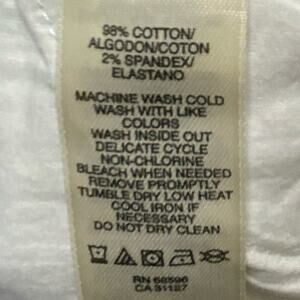 98% COTTON/
ALGODON/COTON
2% SPANDEX/
ELASTANO
MACHINE WASH COLD
WASH WITH LIKE
COLORS
WASH INSIDE OUT
DELICATE CYCLE
NON-CHLORINE
BLEACH WHEN NEEDED
REMOVE PROMPTLY
TUMBLE DRY LOW HEAT
COOL IRON IF
NECESSARY
DO NOT DRY CLEAN
RN 66596
CA 31127